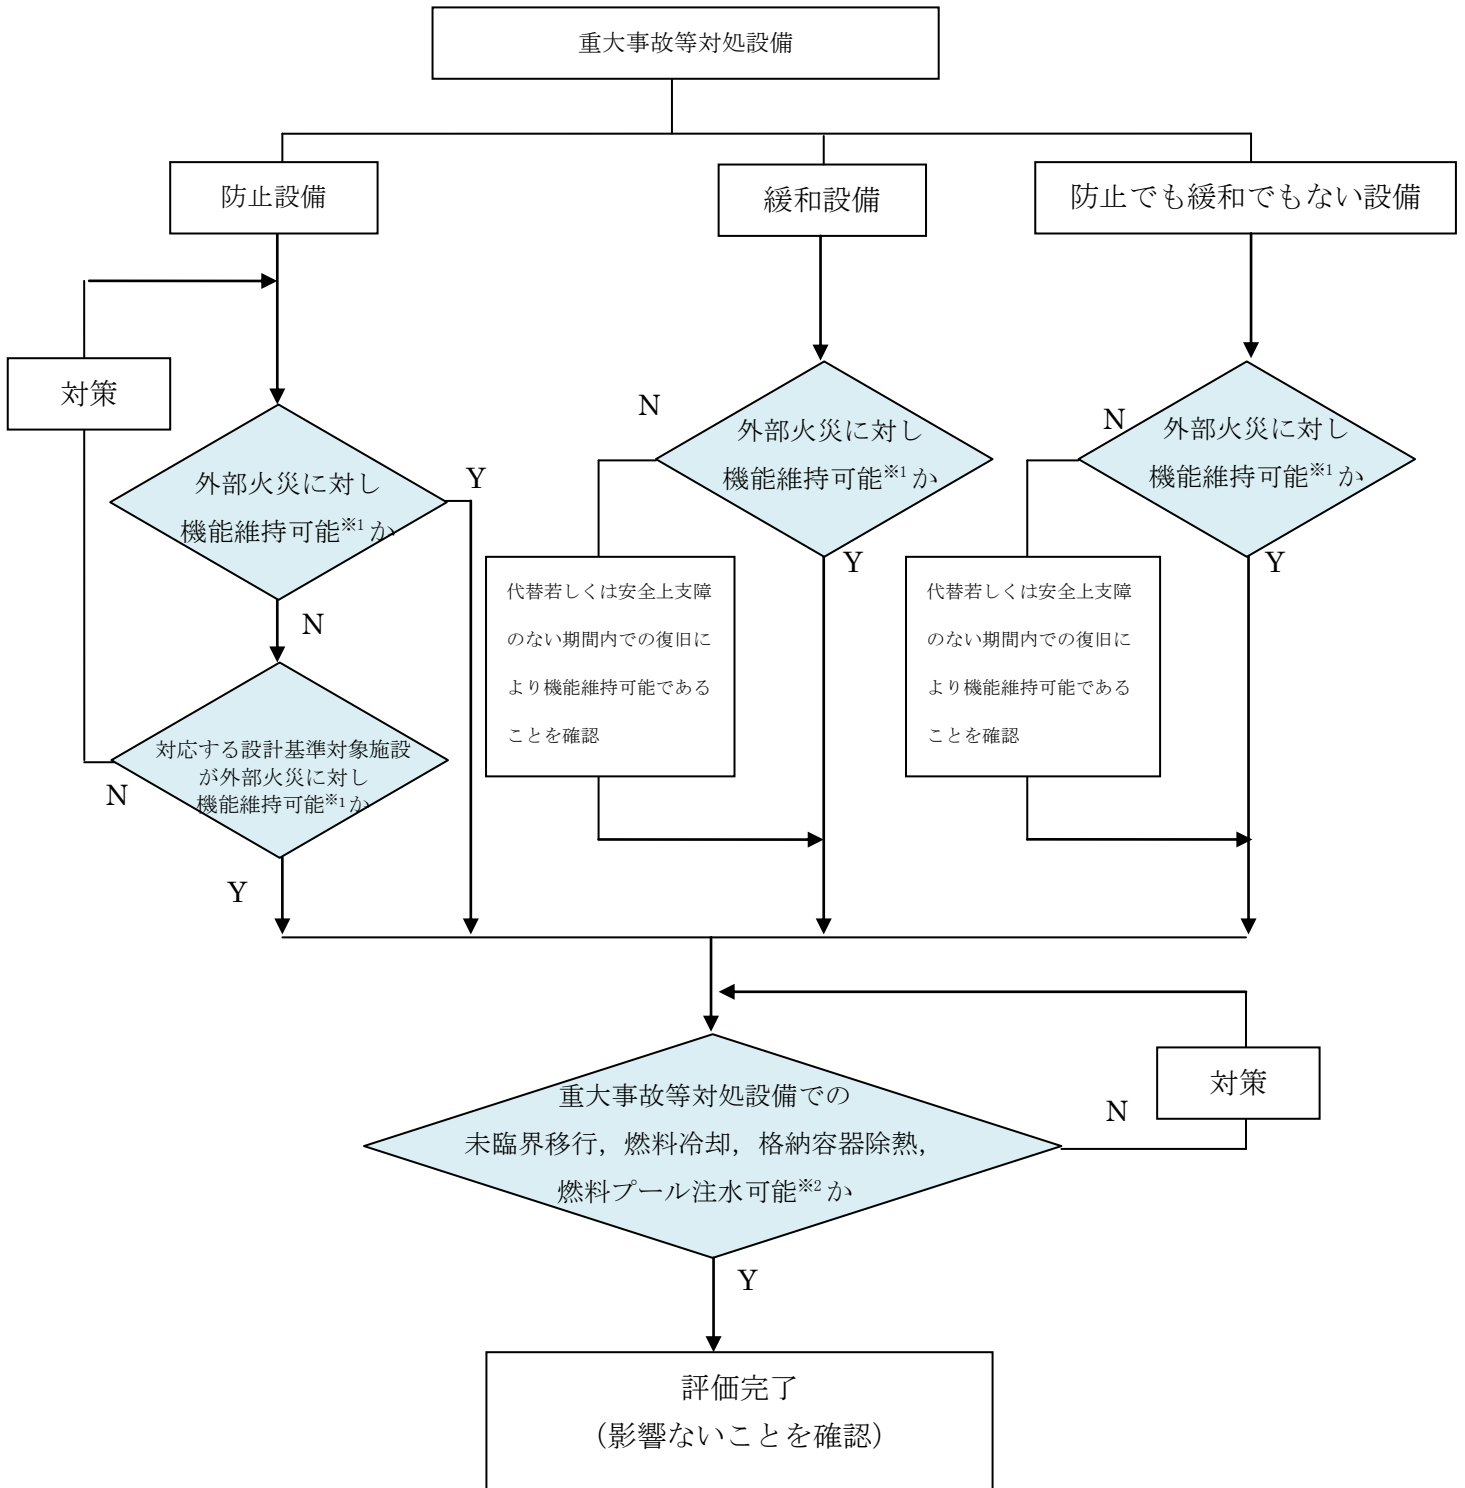 重大事故等対処設備
防止設備
緩和設備
防止でも緩和でもない設備
対策
外部火災に対し
機能維持可能※1か
Y
N
対応する設計基準対象施設
が外部火災に対し
機能維持可能※1か
N
Y
外部火災に対し
機能維持可能※1か
N
Y
代替若しくは安全上支障
のない期間内での復旧に
より機能維持可能である
ことを確認
外部火災に対し
機能維持可能※1か
N
Y
代替若しくは安全上支障
のない期間内での復旧に
より機能維持可能である
ことを確認
重大事故等対処設備での
未臨界移行，燃料冷却，格納容器除熱，
燃料プール注水可能※2か
N
対策
Y
評価完了
（影響ないことを確認）